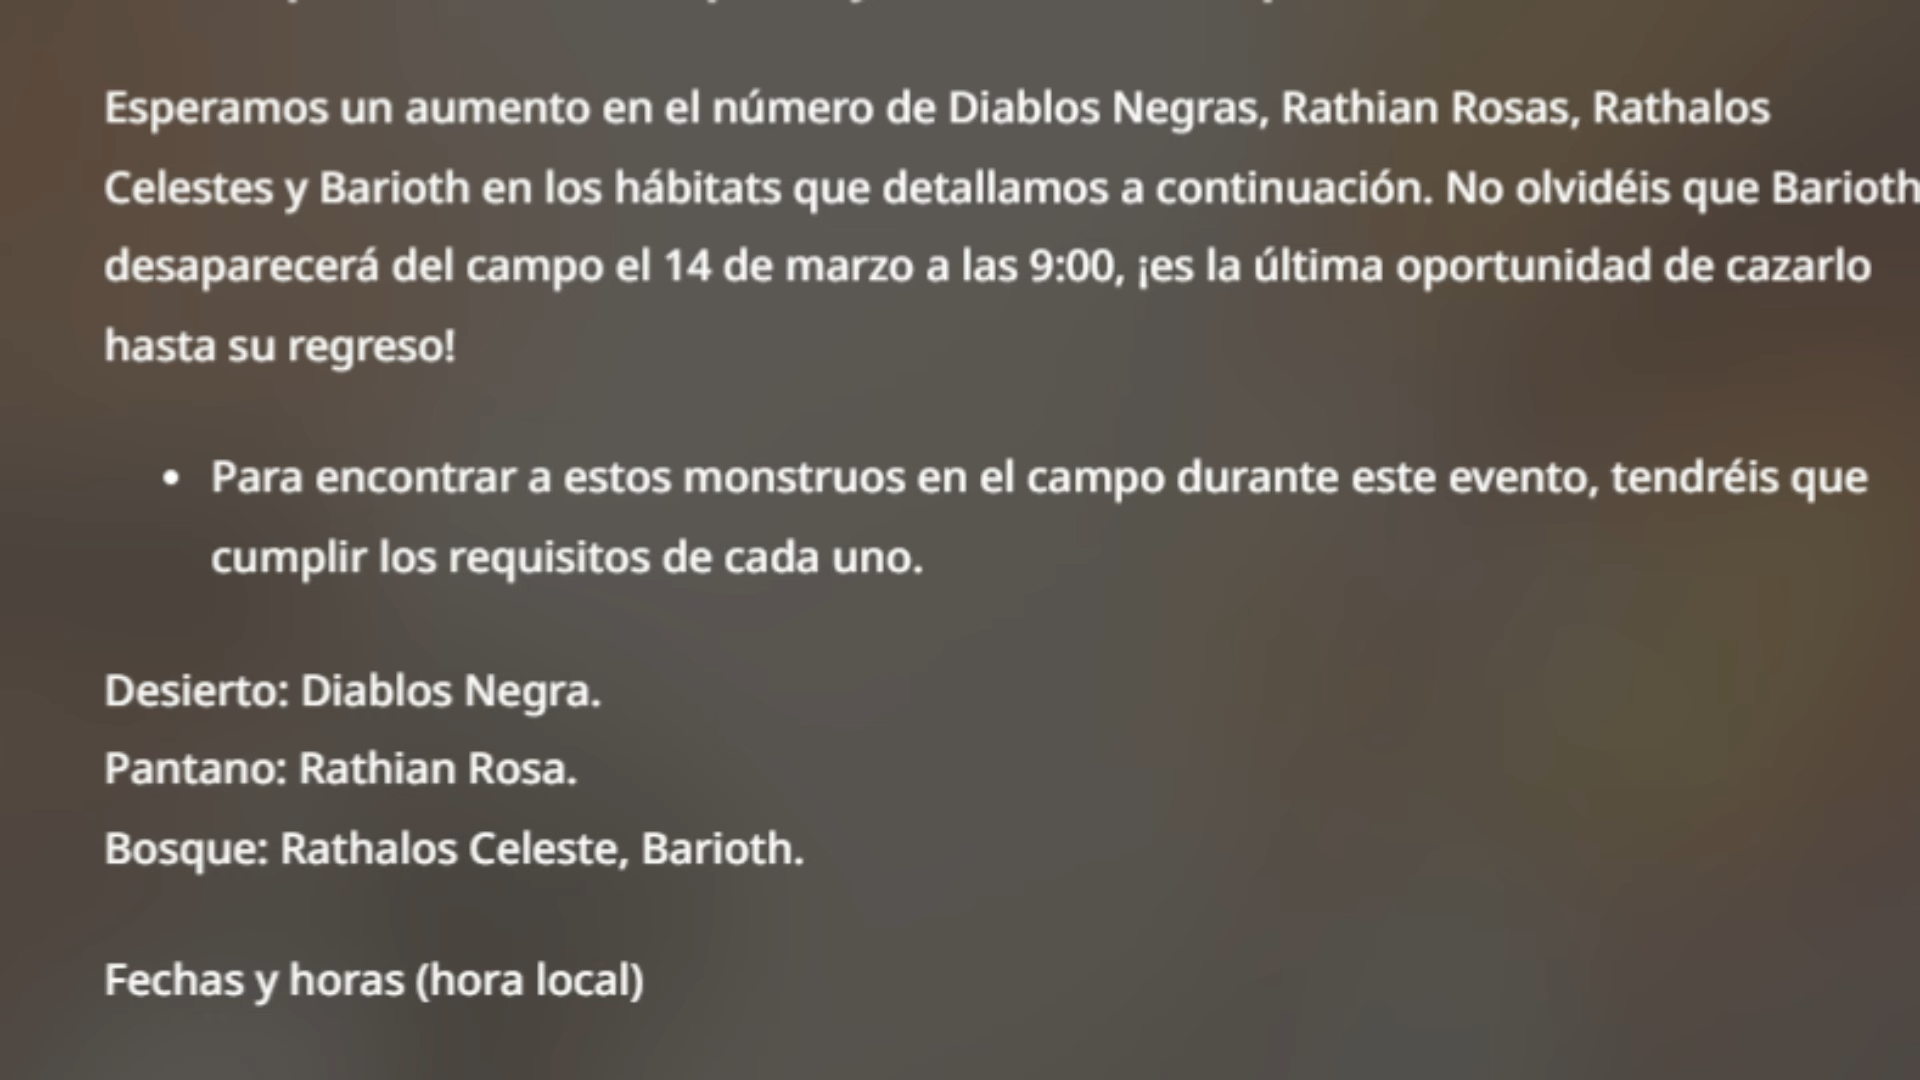 Esperamos un aumento en el número de Diablos Negras, Rathian Rosas, Rathalos
Celestes y Barioth en los hábitats que detallamos a continuación. No olvidéis que Barioth
desaparecerá del campo el 14 de marzo a las 9:00, ¡es la última oportunidad de cazarlo
hasta su regreso!
• Para encontrar a estos monstruos en el campo durante este evento, tendréis que
cumplir los requisitos de cada uno.
Desierto: Diablos Negra.
Pantano: Rathian Rosa.
Bosque: Rathalos Celeste, Barioth.
Fechas y horas (hora local)